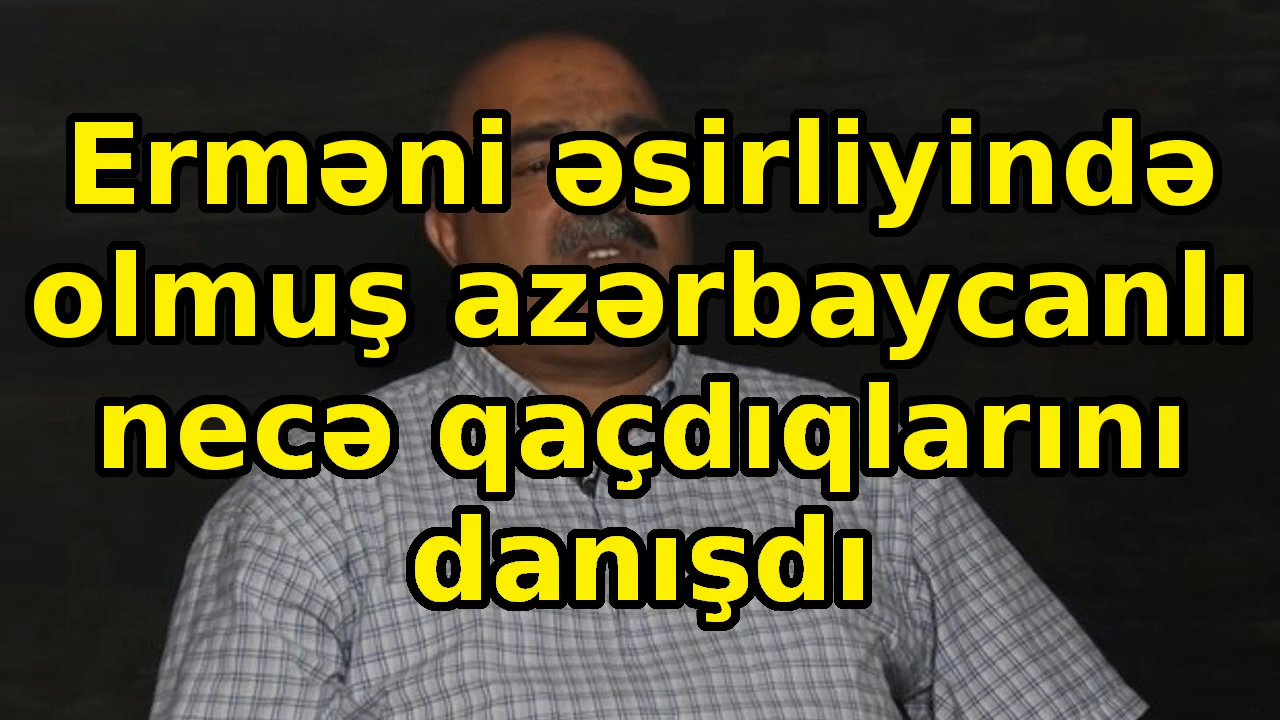 Erməni əsirliyində
olmuş azərbaycanlı
necə qaçdıqlarını
danışdı